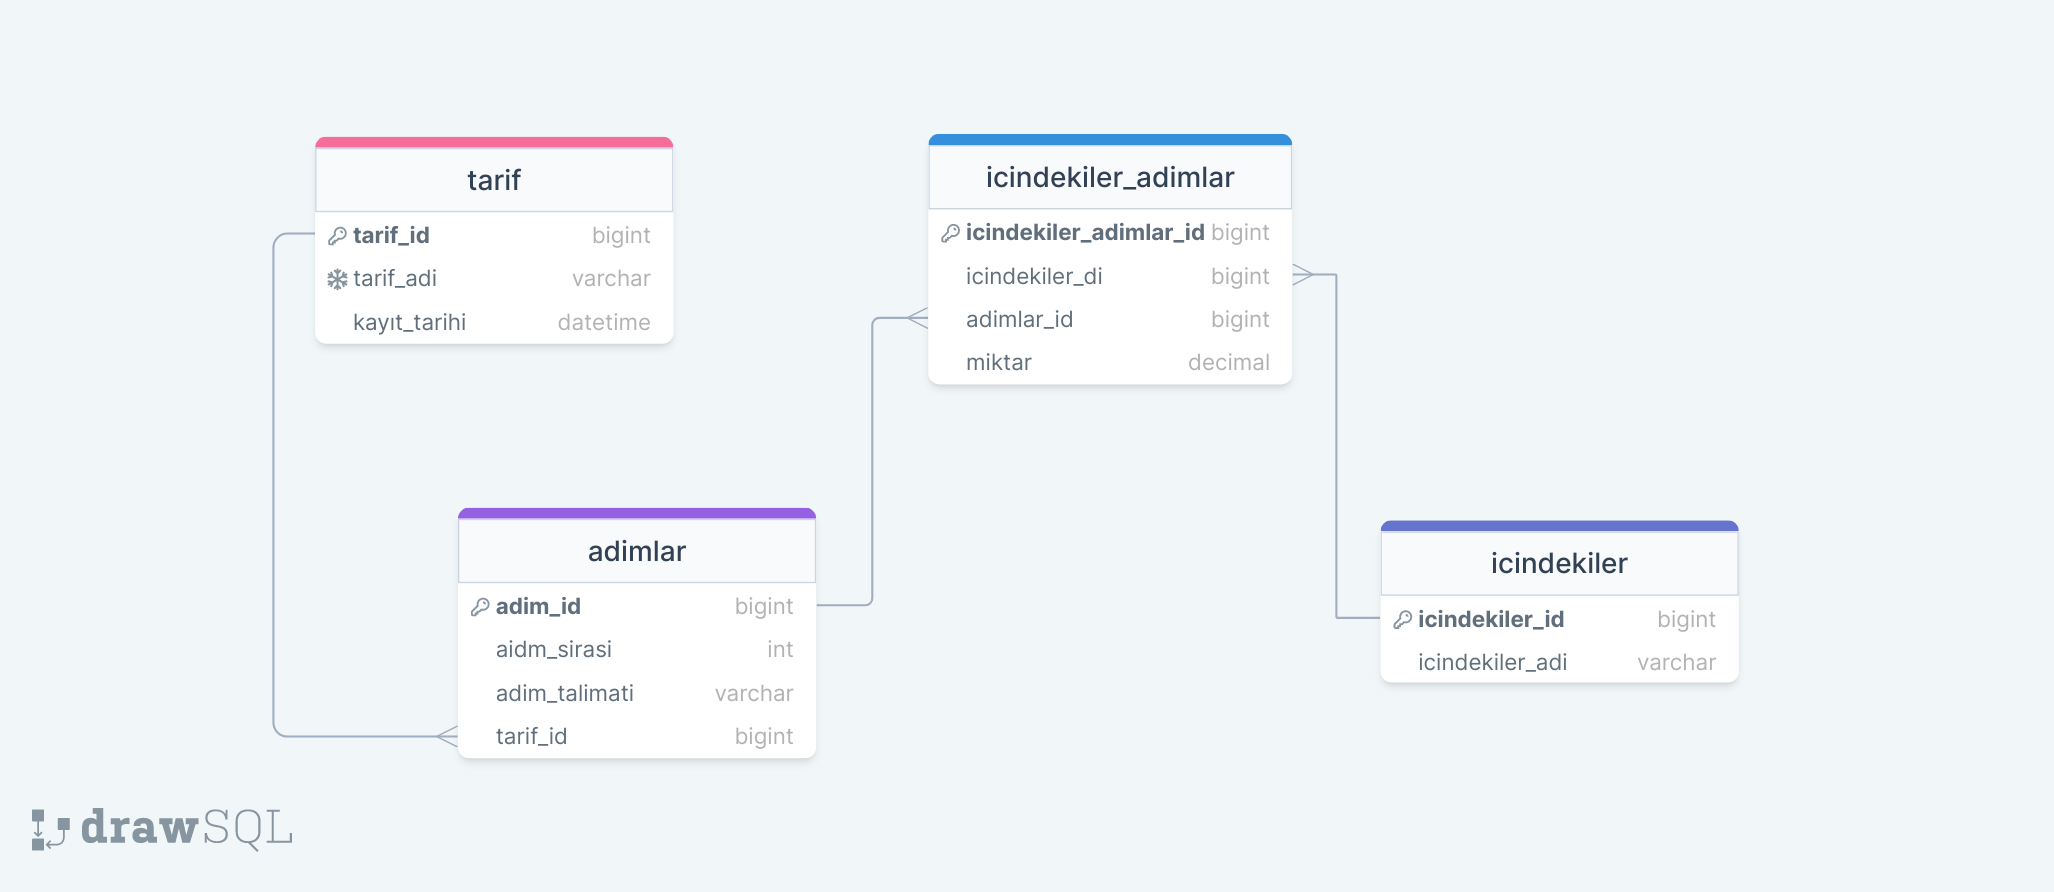 tarif
tarif_id bigint
tarif_adi varchar
kayıt_tarihi datetime
icindekiler_adimlar
icindekiler_adimlar_id bigint
icindekiler_di bigint
adimlar_id bigint
miktar decimal
adimlar
adim_id bigint
aidm_sirasi int
adim_talimati varchar
tarif_id bigint
icindekiler
icindekiler_id bigint
icindekiler_adi varchar
drawSQL